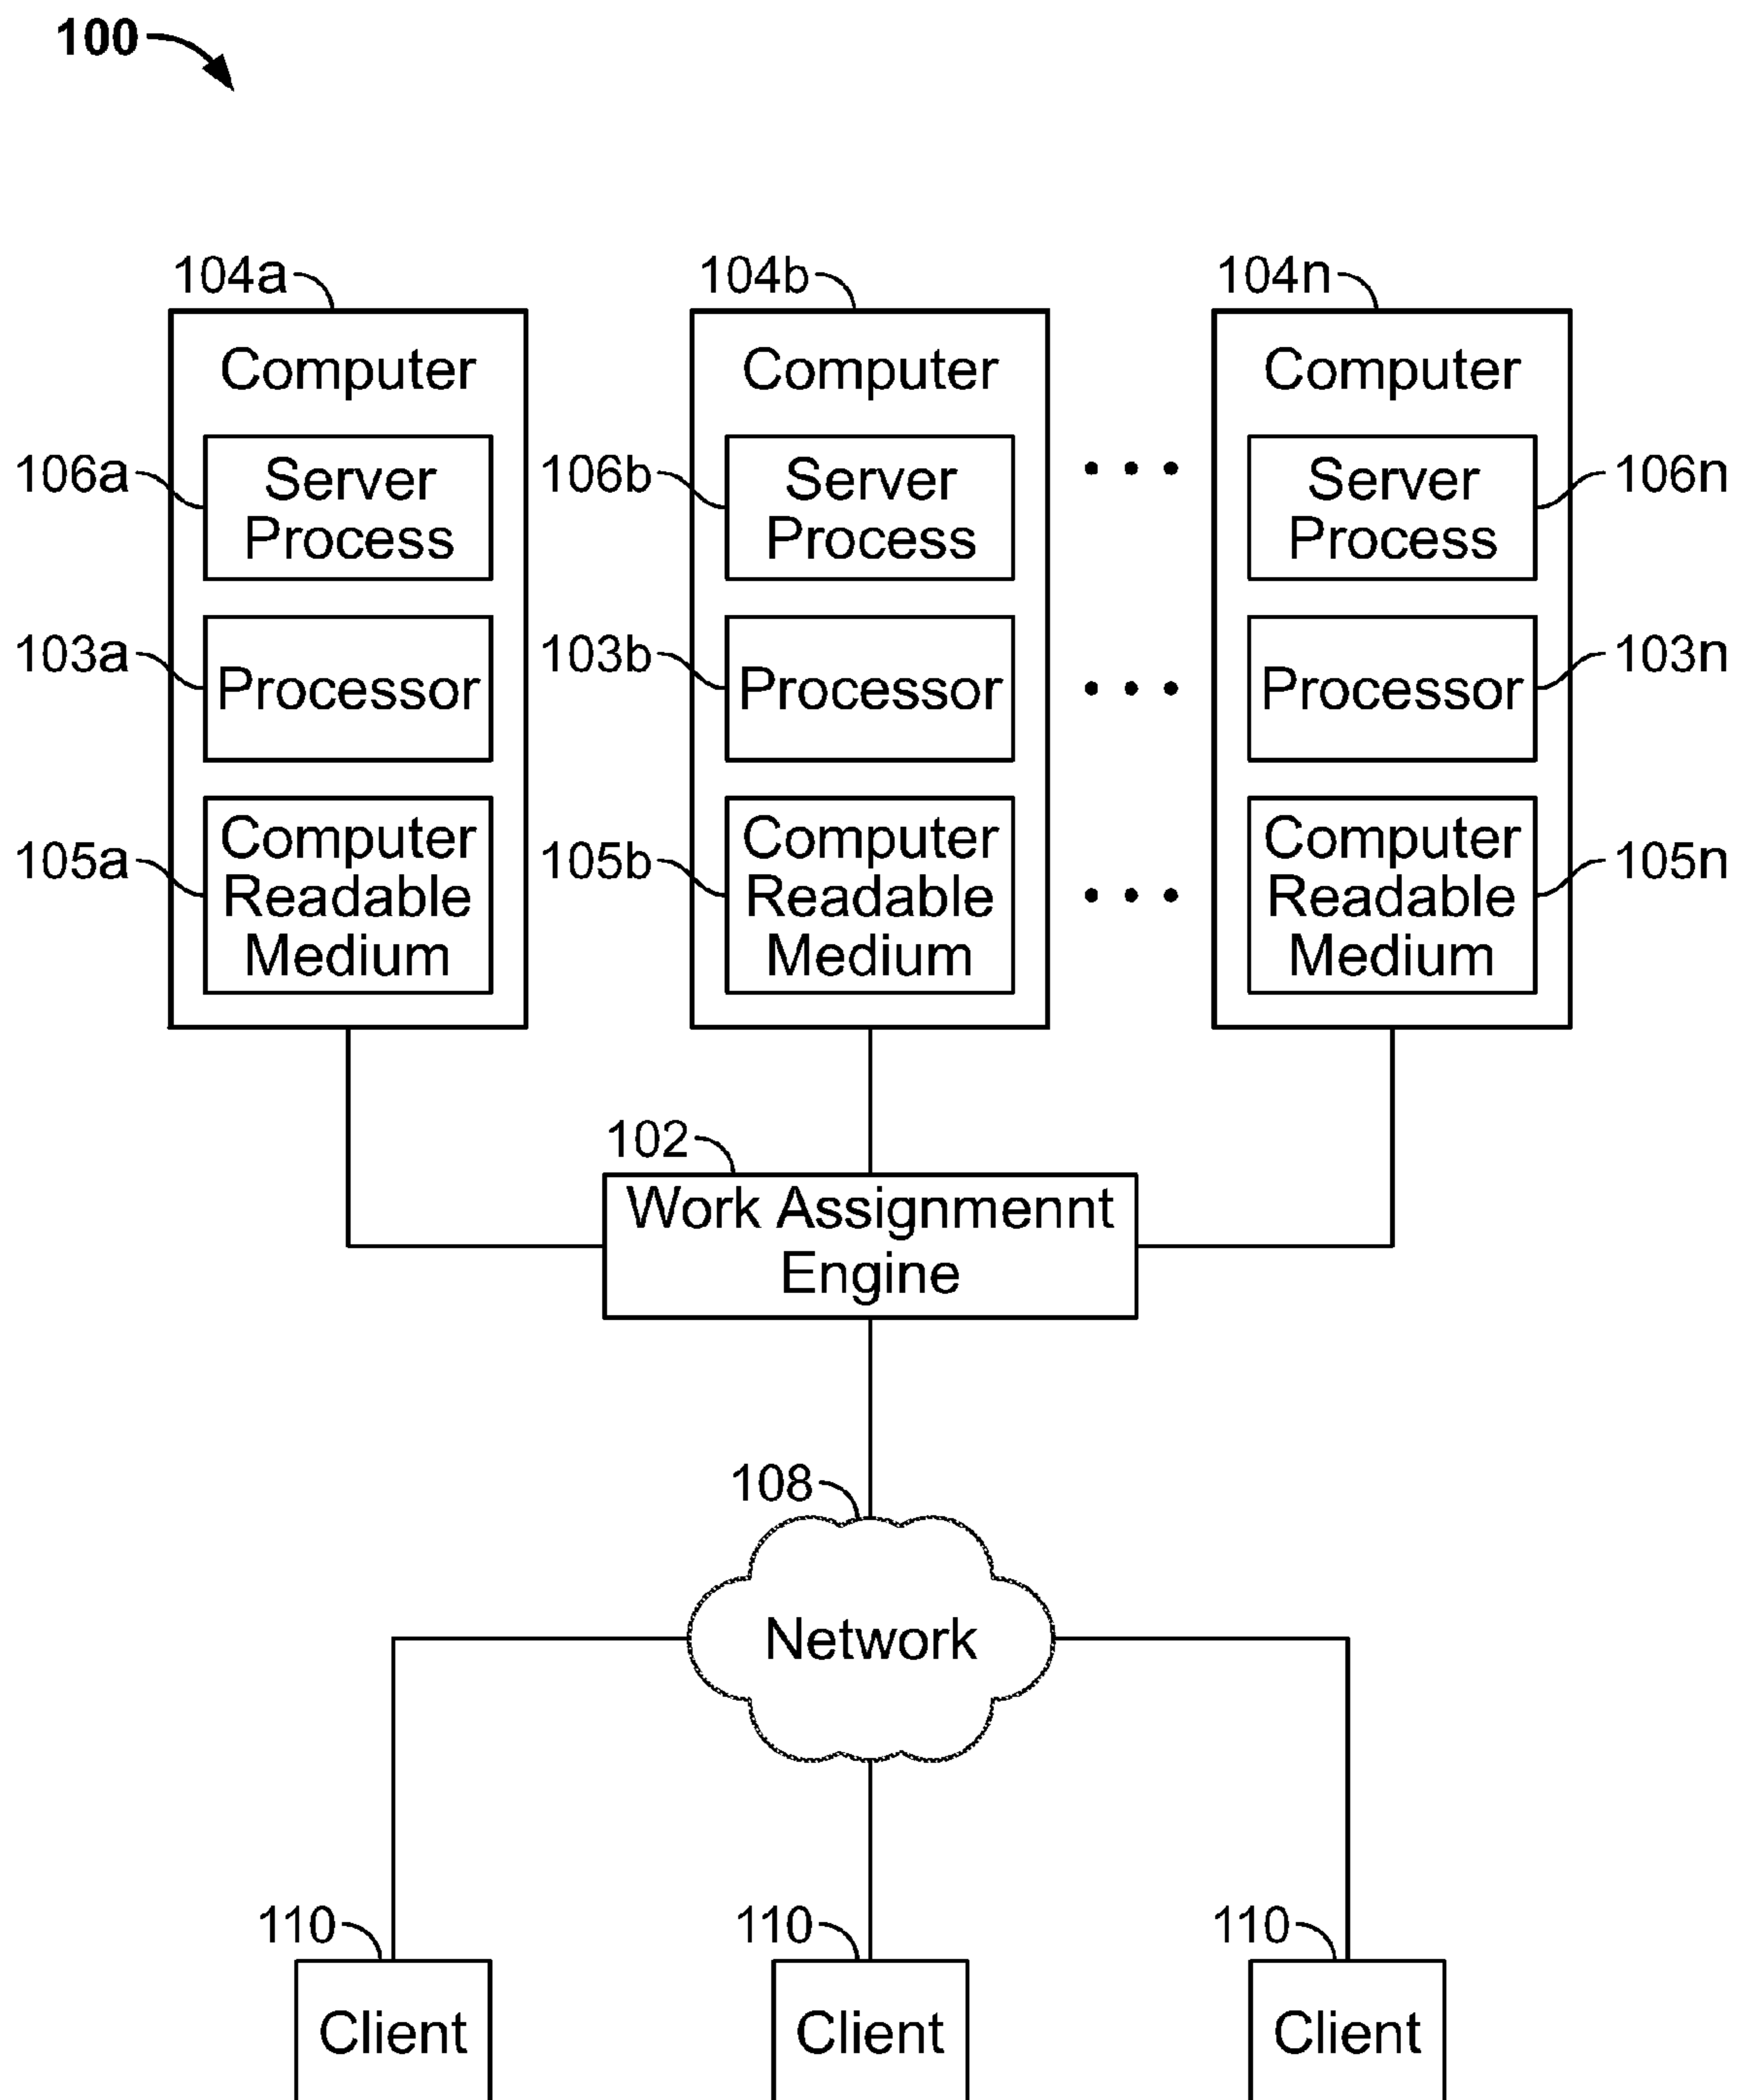 100
104a 104b 104n
Computer Computer Computer
106a Server Process 106b Server Process • • • Server Process 106n
103a Processor 103b Processor • • • Processor 103n
105a Computer Readable Medium 105b Computer Readable Medium • • • Computer Readable Medium 105n
102
Work Assignmennt
Engine
108
Network
110 110 110
Client Client Client